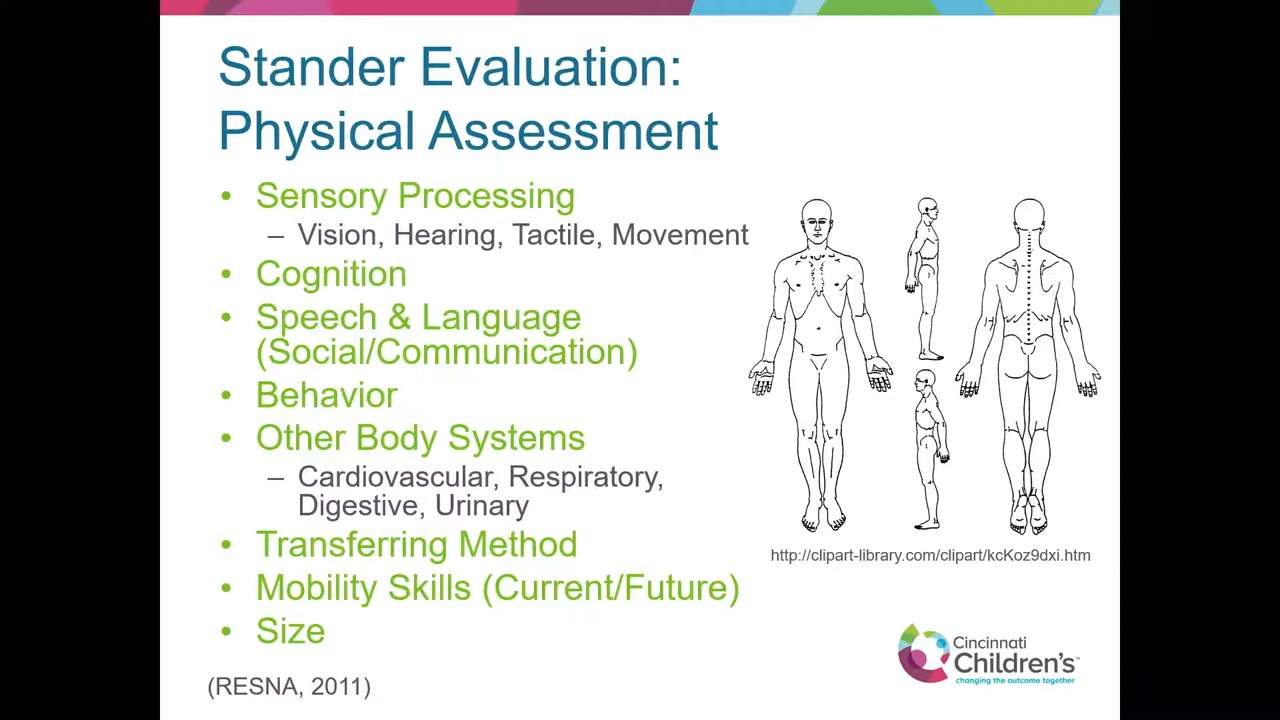 Stander Evaluation:
Physical Assessment
• Sensory Processing
– Vision, Hearing, Tactile, Movement
• Cognition
• Speech & Language
(Social/Communication)
• Behavior
• Other Body Systems
– Cardiovascular, Respiratory,
Digestive, Urinary
• Transferring Method
• Mobility Skills (Current/Future)
• Size
(RESNA, 2011)
http://clipart-library.com/clipart/kcKoz9dxi.htm
Cincinnati
Children's™
changing the outcome together